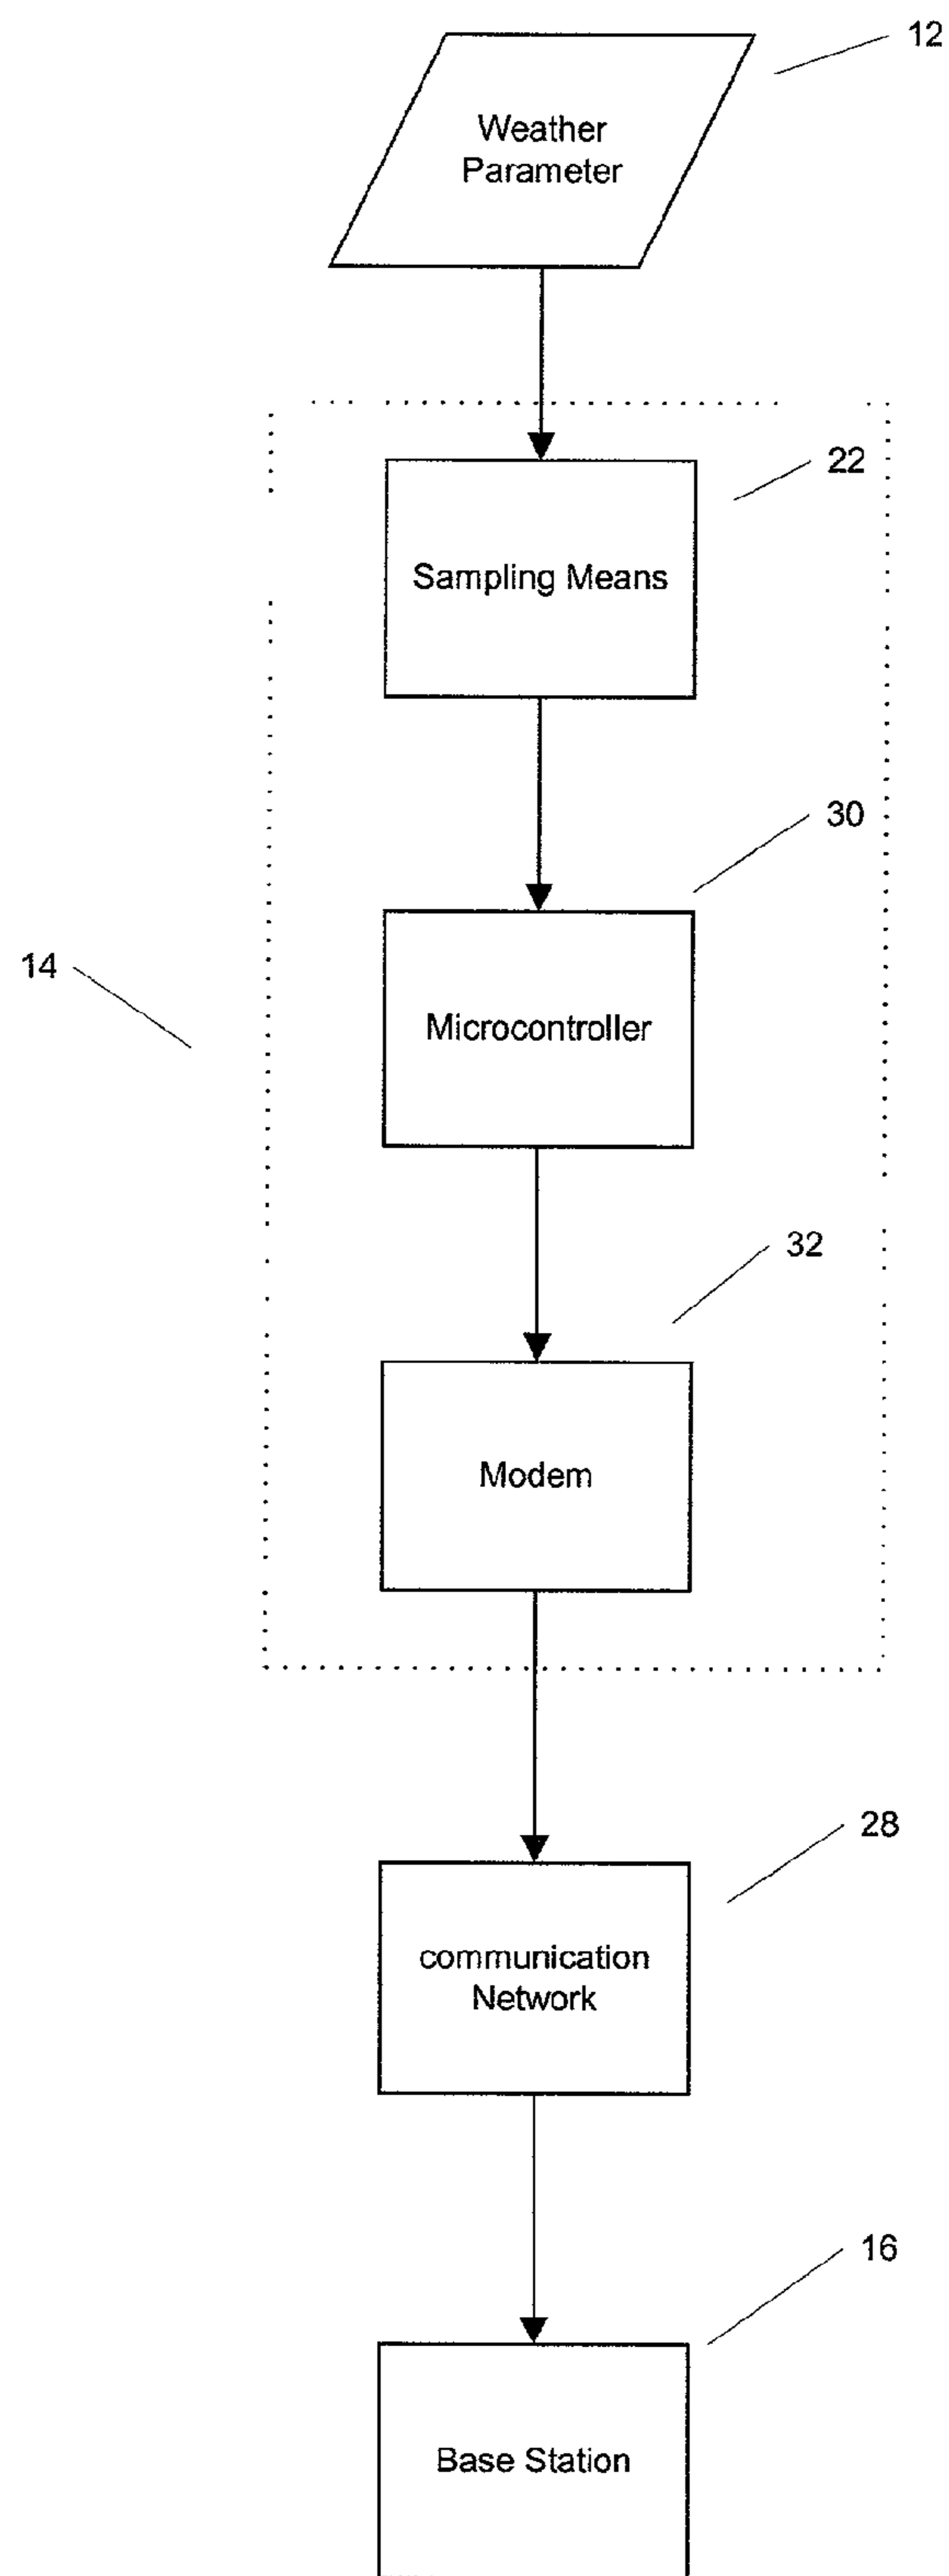 12
Weather
Parameter
22
Sampling Means
30
Microcontroller
14
32
Modem
28
communication
Network
16
Base Station